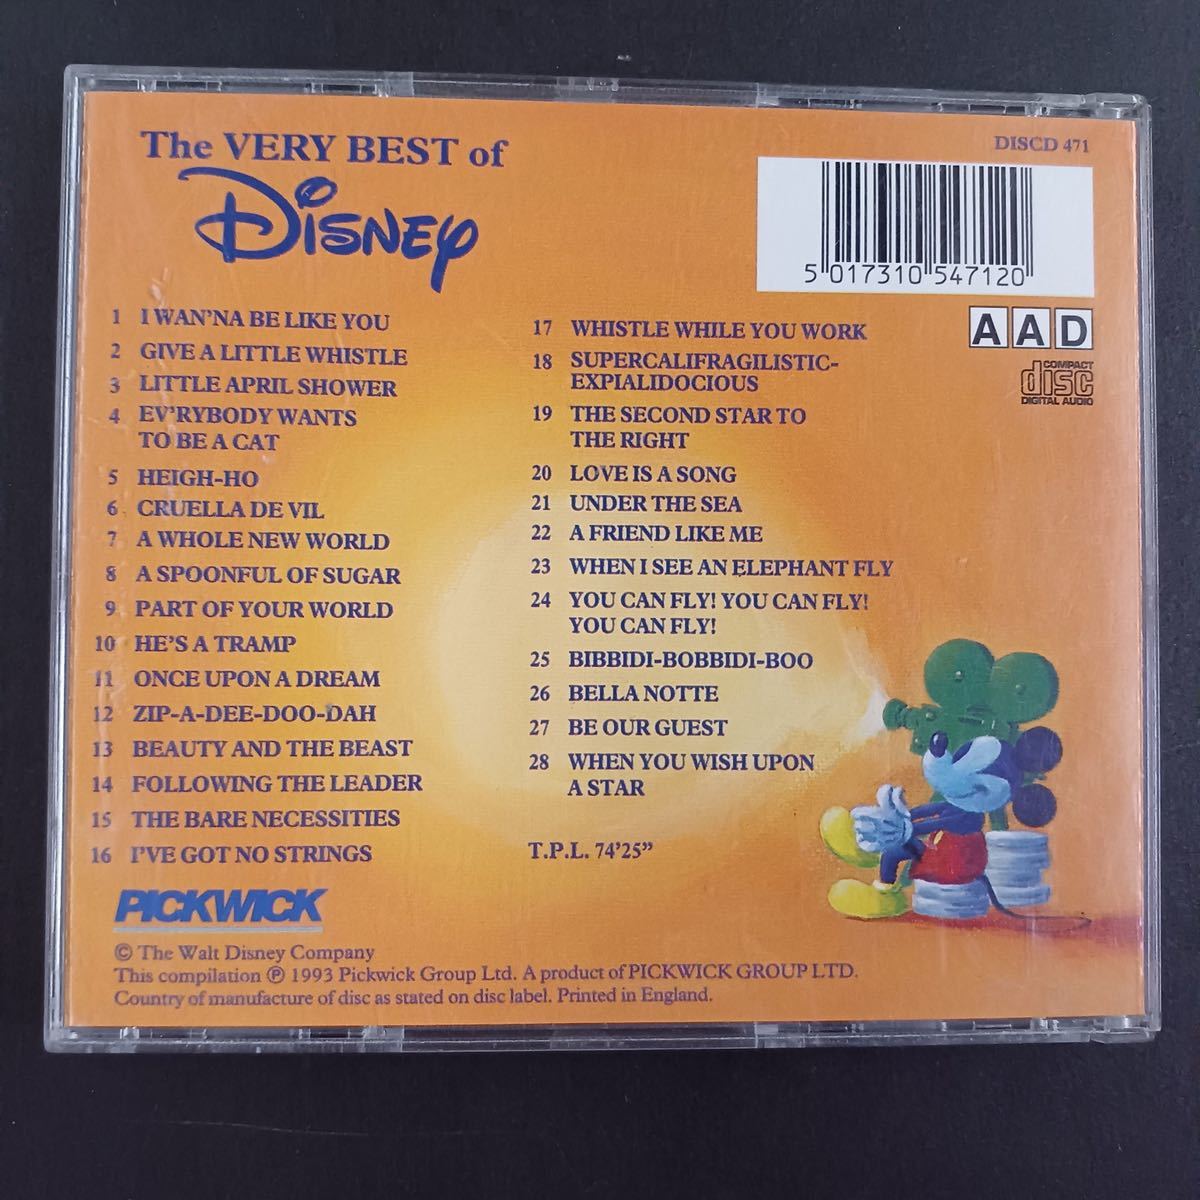 The VERY BEST of
Disney
DISCD 471
5 017310 547120
AAD
COMPACT
disc
DIGITAL AUDIO
1 I WAN'NA BE LIKE YOU
2 GIVE A LITTLE WHISTLE
3 LITTLE APRIL SHOWER
4 EV'RYBODY WANTS
TO BE A CAT
5 HEIGH-HO
6 CRUELLA DE VIL
7 A WHOLE NEW WORLD
8 A SPOONFUL OF SUGAR
9 PART OF YOUR WORLD
10 HE'S A TRAMP
11 ONCE UPON A DREAM
12 ZIP-A-DEE-DOO-DAH
13 BEAUTY AND THE BEAST
14 FOLLOWING THE LEADER
15 THE BARE NECESSITIES
16 I'VE GOT NO STRINGS
17 WHISTLE WHILE YOU WORK
18 SUPERCALIFRAGILISTIC-
EXPIALIDOCIOUS
19 THE SECOND STAR TO
THE RIGHT
20 LOVE IS A SONG
21 UNDER THE SEA
22 A FRIEND LIKE ME
23 WHEN I SEE AN ELEPHANT FLY
24 YOU CAN FLY! YOU CAN FLY!
YOU CAN FLY!
25 BIBBIDI-BOBBIDI-BOO
26 BELLA NOTTE
27 BE OUR GUEST
28 WHEN YOU WISH UPON
A STAR
T.P.L. 74'25"
PICKWICK
© The Walt Disney Company
This compilation ℗ 1993 Pickwick Group Ltd. A product of PICKWICK GROUP LTD.
Country of manufacture of disc as stated on disc label. Printed in England.